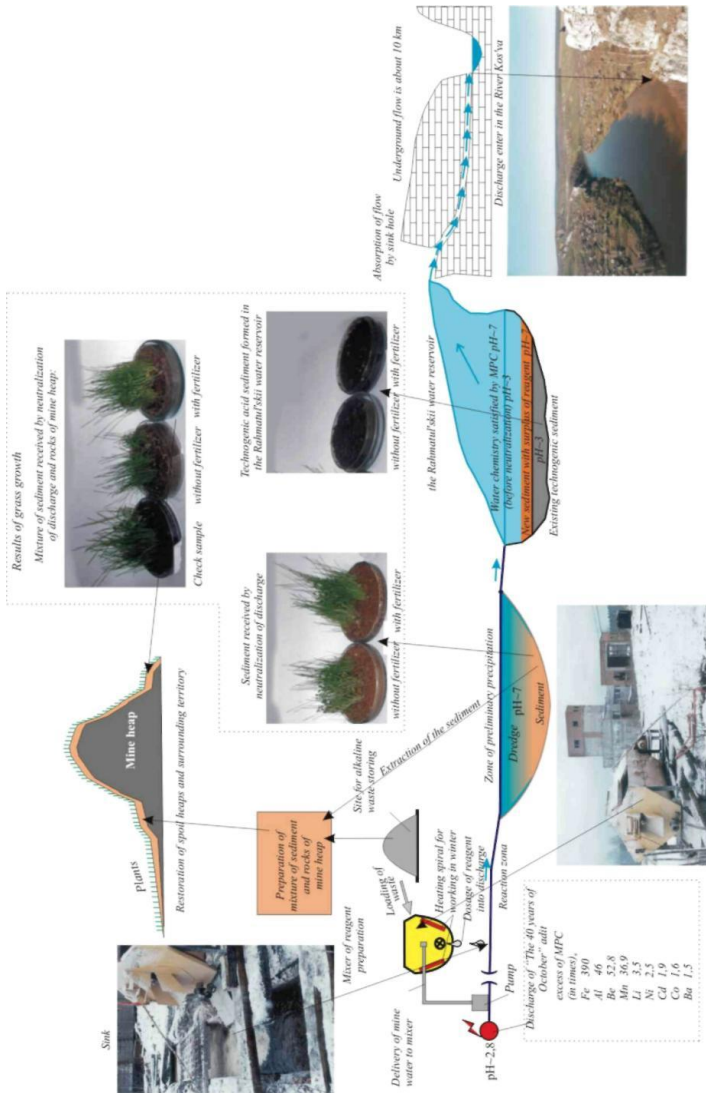 Sink
Mixer of reagent
preparation
Delivery of mine
water to mixer
Pump
pH~2,8
Discharge of "The 40 years of
October" adit
excess of MPC
(in times),
Fe 390
Al 46
Be 52,8
Mn 36,9
Li 3,5
Ni 2,5
Cd 1,9
Co 1,6
Ba 1,5
Plants
Mine heap
Restoration of spoil heaps and surrounding territory
Preparation of
mixture of sediment
and rocks of
mine heap
Site for alkaline
waste storing
Loading of
waste
Heating spiral for
working in winter
Dosage of reagent
into discharge
Reaction zona
Extraction of the sediment
Zone of preliminary precipitation
Dredge pH~7
Sediment
Results of grass growth
Mixture of sediment received by neutralization
of discharge and rocks of mine heap:
Check sample without fertilizer with fertilizer
Sediment received by
neutralization of discharge
without fertilizer with fertilizer
Technogenic acid sediment formed in
the Rahmatul'skii water reservoir
without fertilizer with fertilizer
the Rahmatul'skii water reservoir
Water chemistry satisfied by MPC pH~7
(before neutralization) pH~3
New sediment with surplus of reagent pH~7
pH~3
Existing technogenic sediment
Absorption of flow
by sink hole
Underground flow is about 10 km
Discharge enter in the River Kos'va